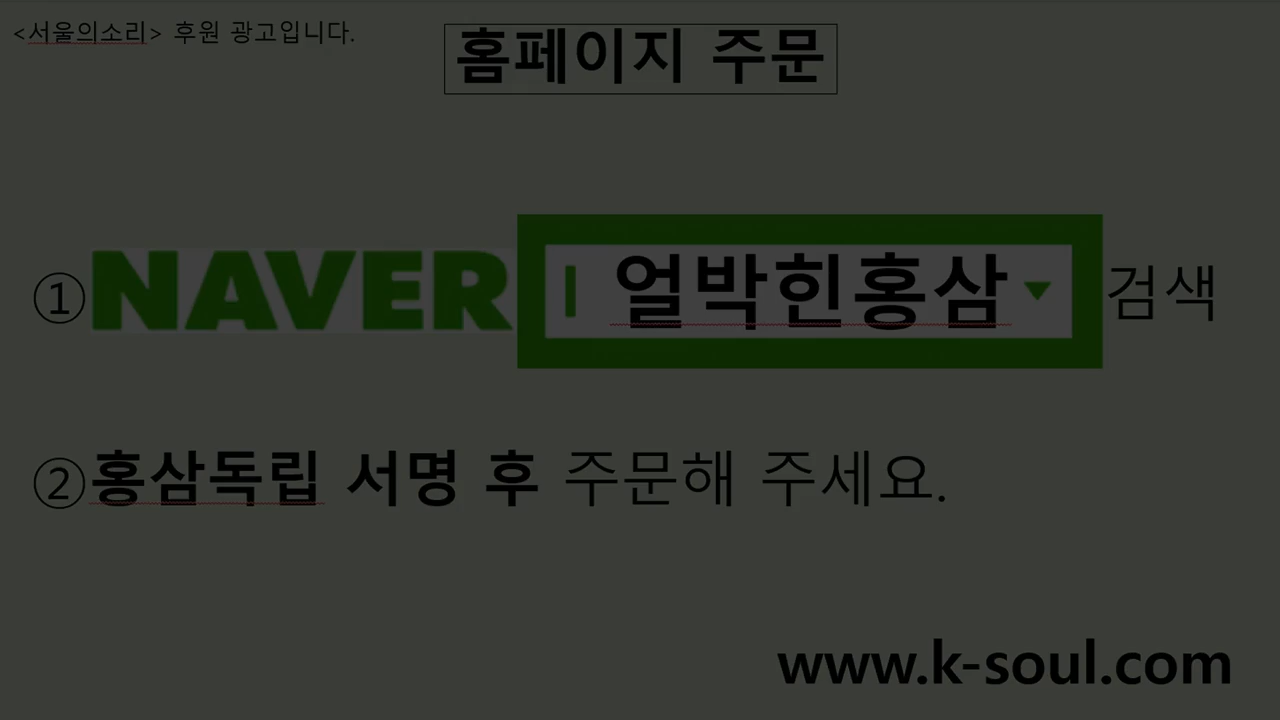 <서울의소리> 후원 광고입니다.
홈페이지 주문
①NAVER 얼박힌홍삼 검색
②홍삼독립 서명 후 주문해 주세요.
www.k-soul.com